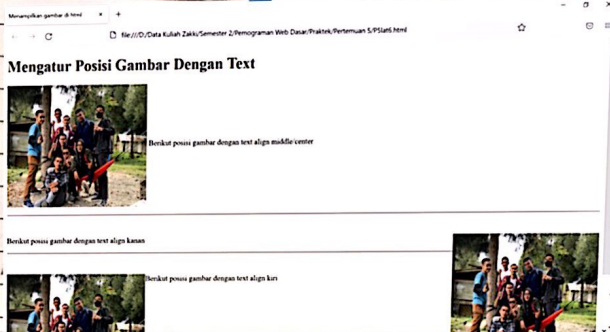 Menampilkan gambar di html
file:///D:/Data Kuliah Zakki/Semester 2/Pemograman Web Dasar/Praktek/Pertemuan 5/P5lat6.html
Mengatur Posisi Gambar Dengan Text
Berikut posisi gambar dengan text align middle/center
Berikut posisi gambar dengan text align kanan
Berikut posisi gambar dengan text align kiri